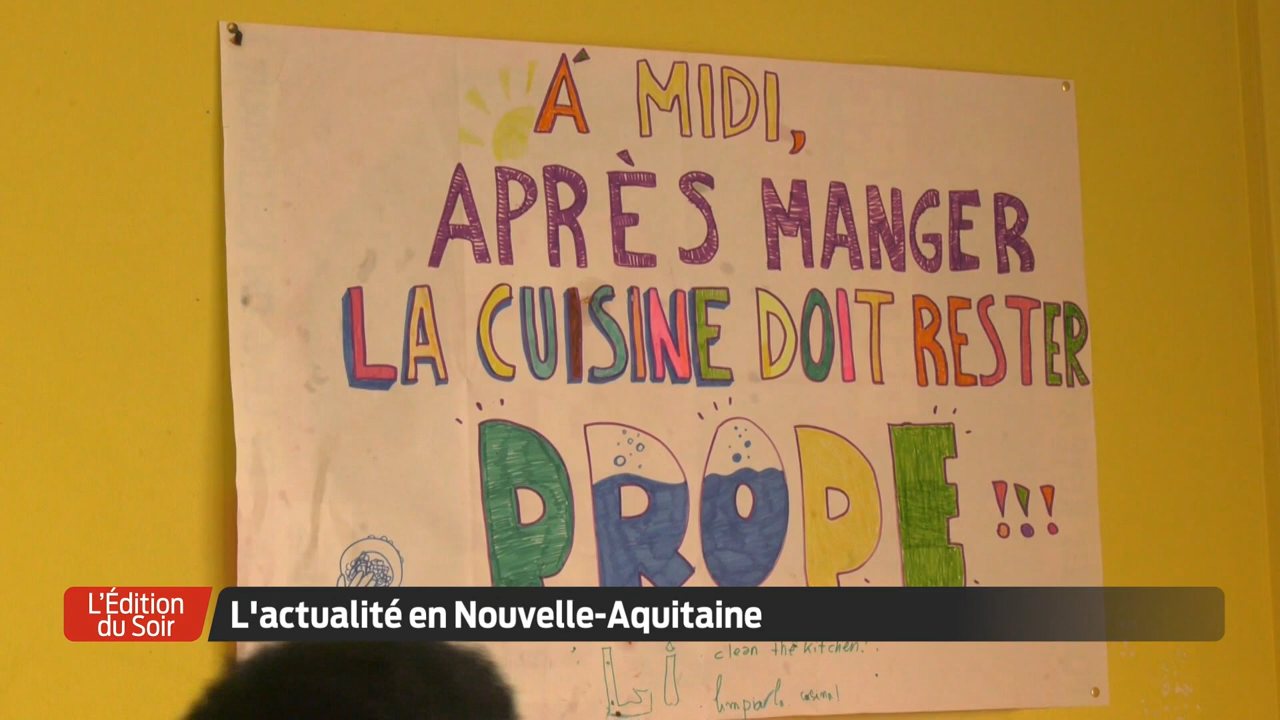 À MIDI,
APRÈS MANGER
LA CUISINE DOIT RESTER
PROPE !!!
L'Édition
du Soir
L'actualité en Nouvelle-Aquitaine
clean the kitchen!